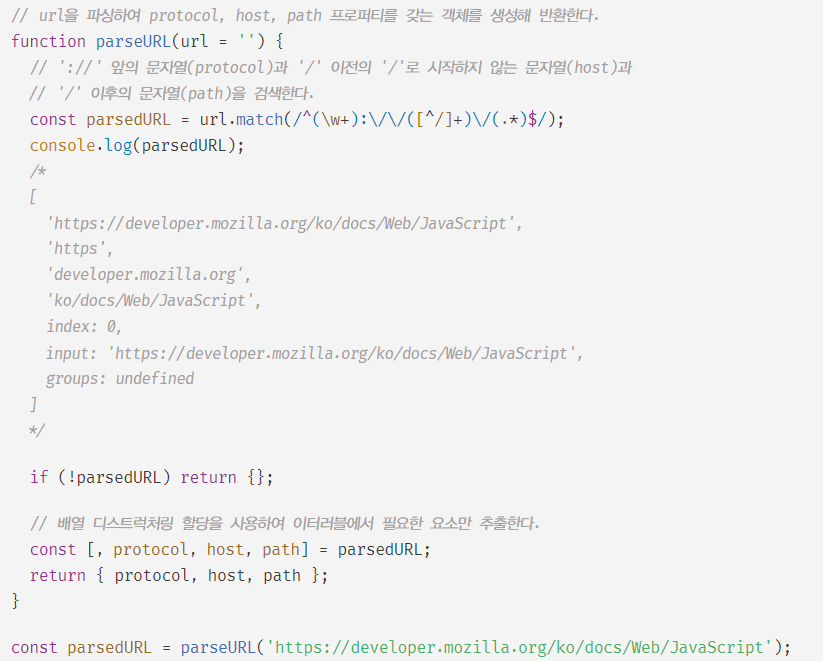 // url을 파싱하여 protocol, host, path 프로퍼티를 갖는 객체를 생성해 반환한다.
function parseURL(url = '') {
  // '://' 앞의 문자열(protocol)과 '/' 이전의 '/'로 시작하지 않는 문자열(host)과
  // '/' 이후의 문자열(path)을 검색한다.
  const parsedURL = url.match(/^(\w+):\/\/([^/]+)\/(.*)$/);
  console.log(parsedURL);
  /*
  [
    'https://developer.mozilla.org/ko/docs/Web/JavaScript',
    'https',
    'developer.mozilla.org',
    'ko/docs/Web/JavaScript',
    index: 0,
    input: 'https://developer.mozilla.org/ko/docs/Web/JavaScript',
    groups: undefined
  ]
  */

  if (!parsedURL) return {};

  // 배열 디스트럭처링 할당을 사용하여 이터러블에서 필요한 요소만 추출한다.
  const [, protocol, host, path] = parsedURL;
  return { protocol, host, path };
}

const parsedURL = parseURL('https://developer.mozilla.org/ko/docs/Web/JavaScript');